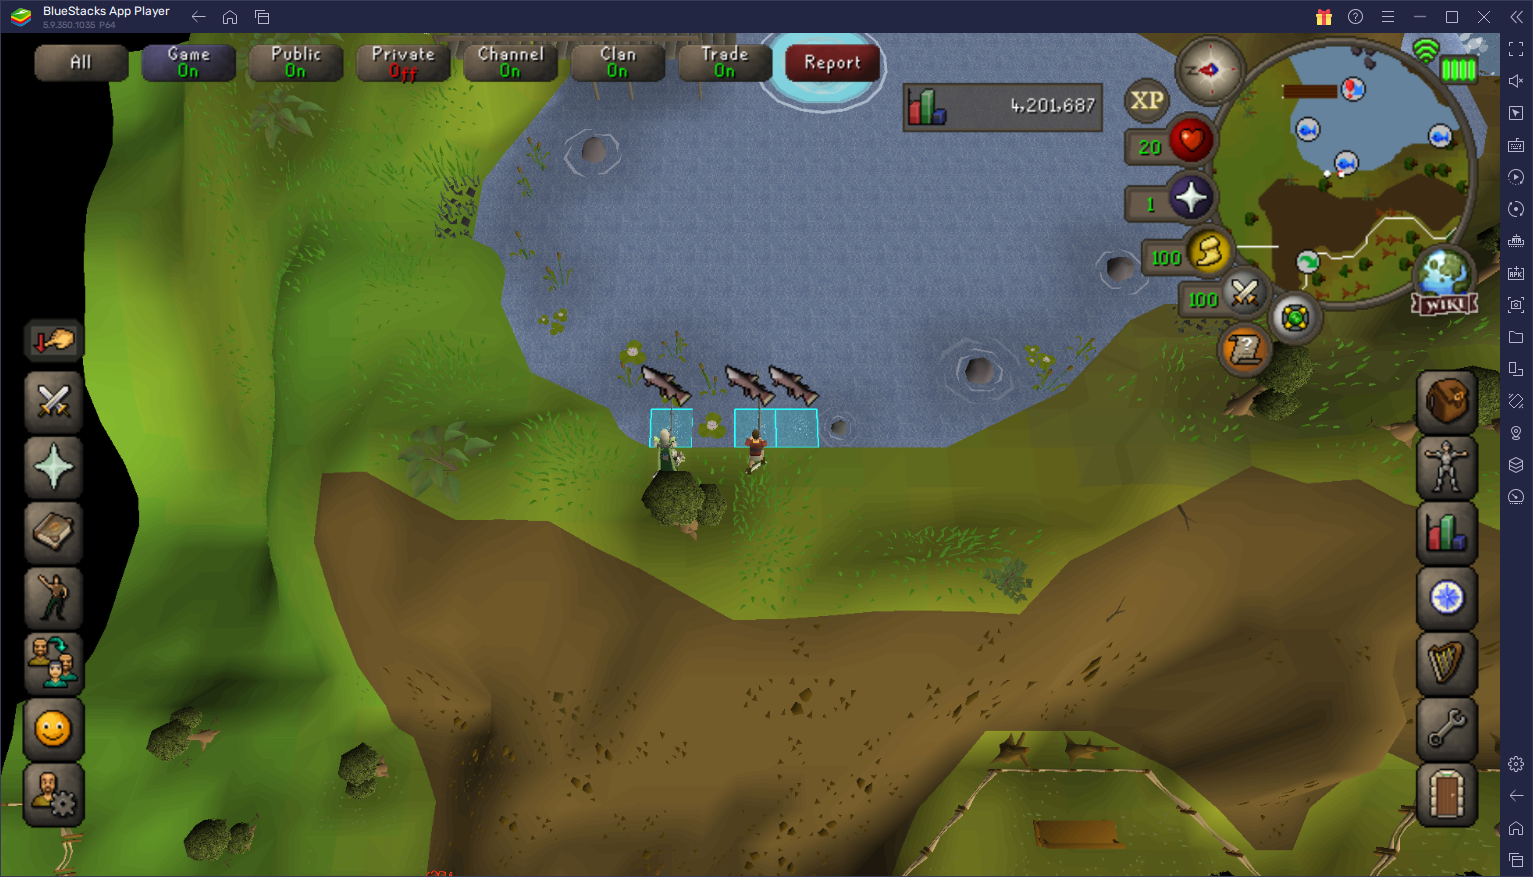 BlueStacks App Player
5.9.350.1035 P64
All
Game
On
Public
On
Private
Off
Channel
On
Clan
On
Trade
On
Report
4,201,687
XP
20
1
100
100
WIKI